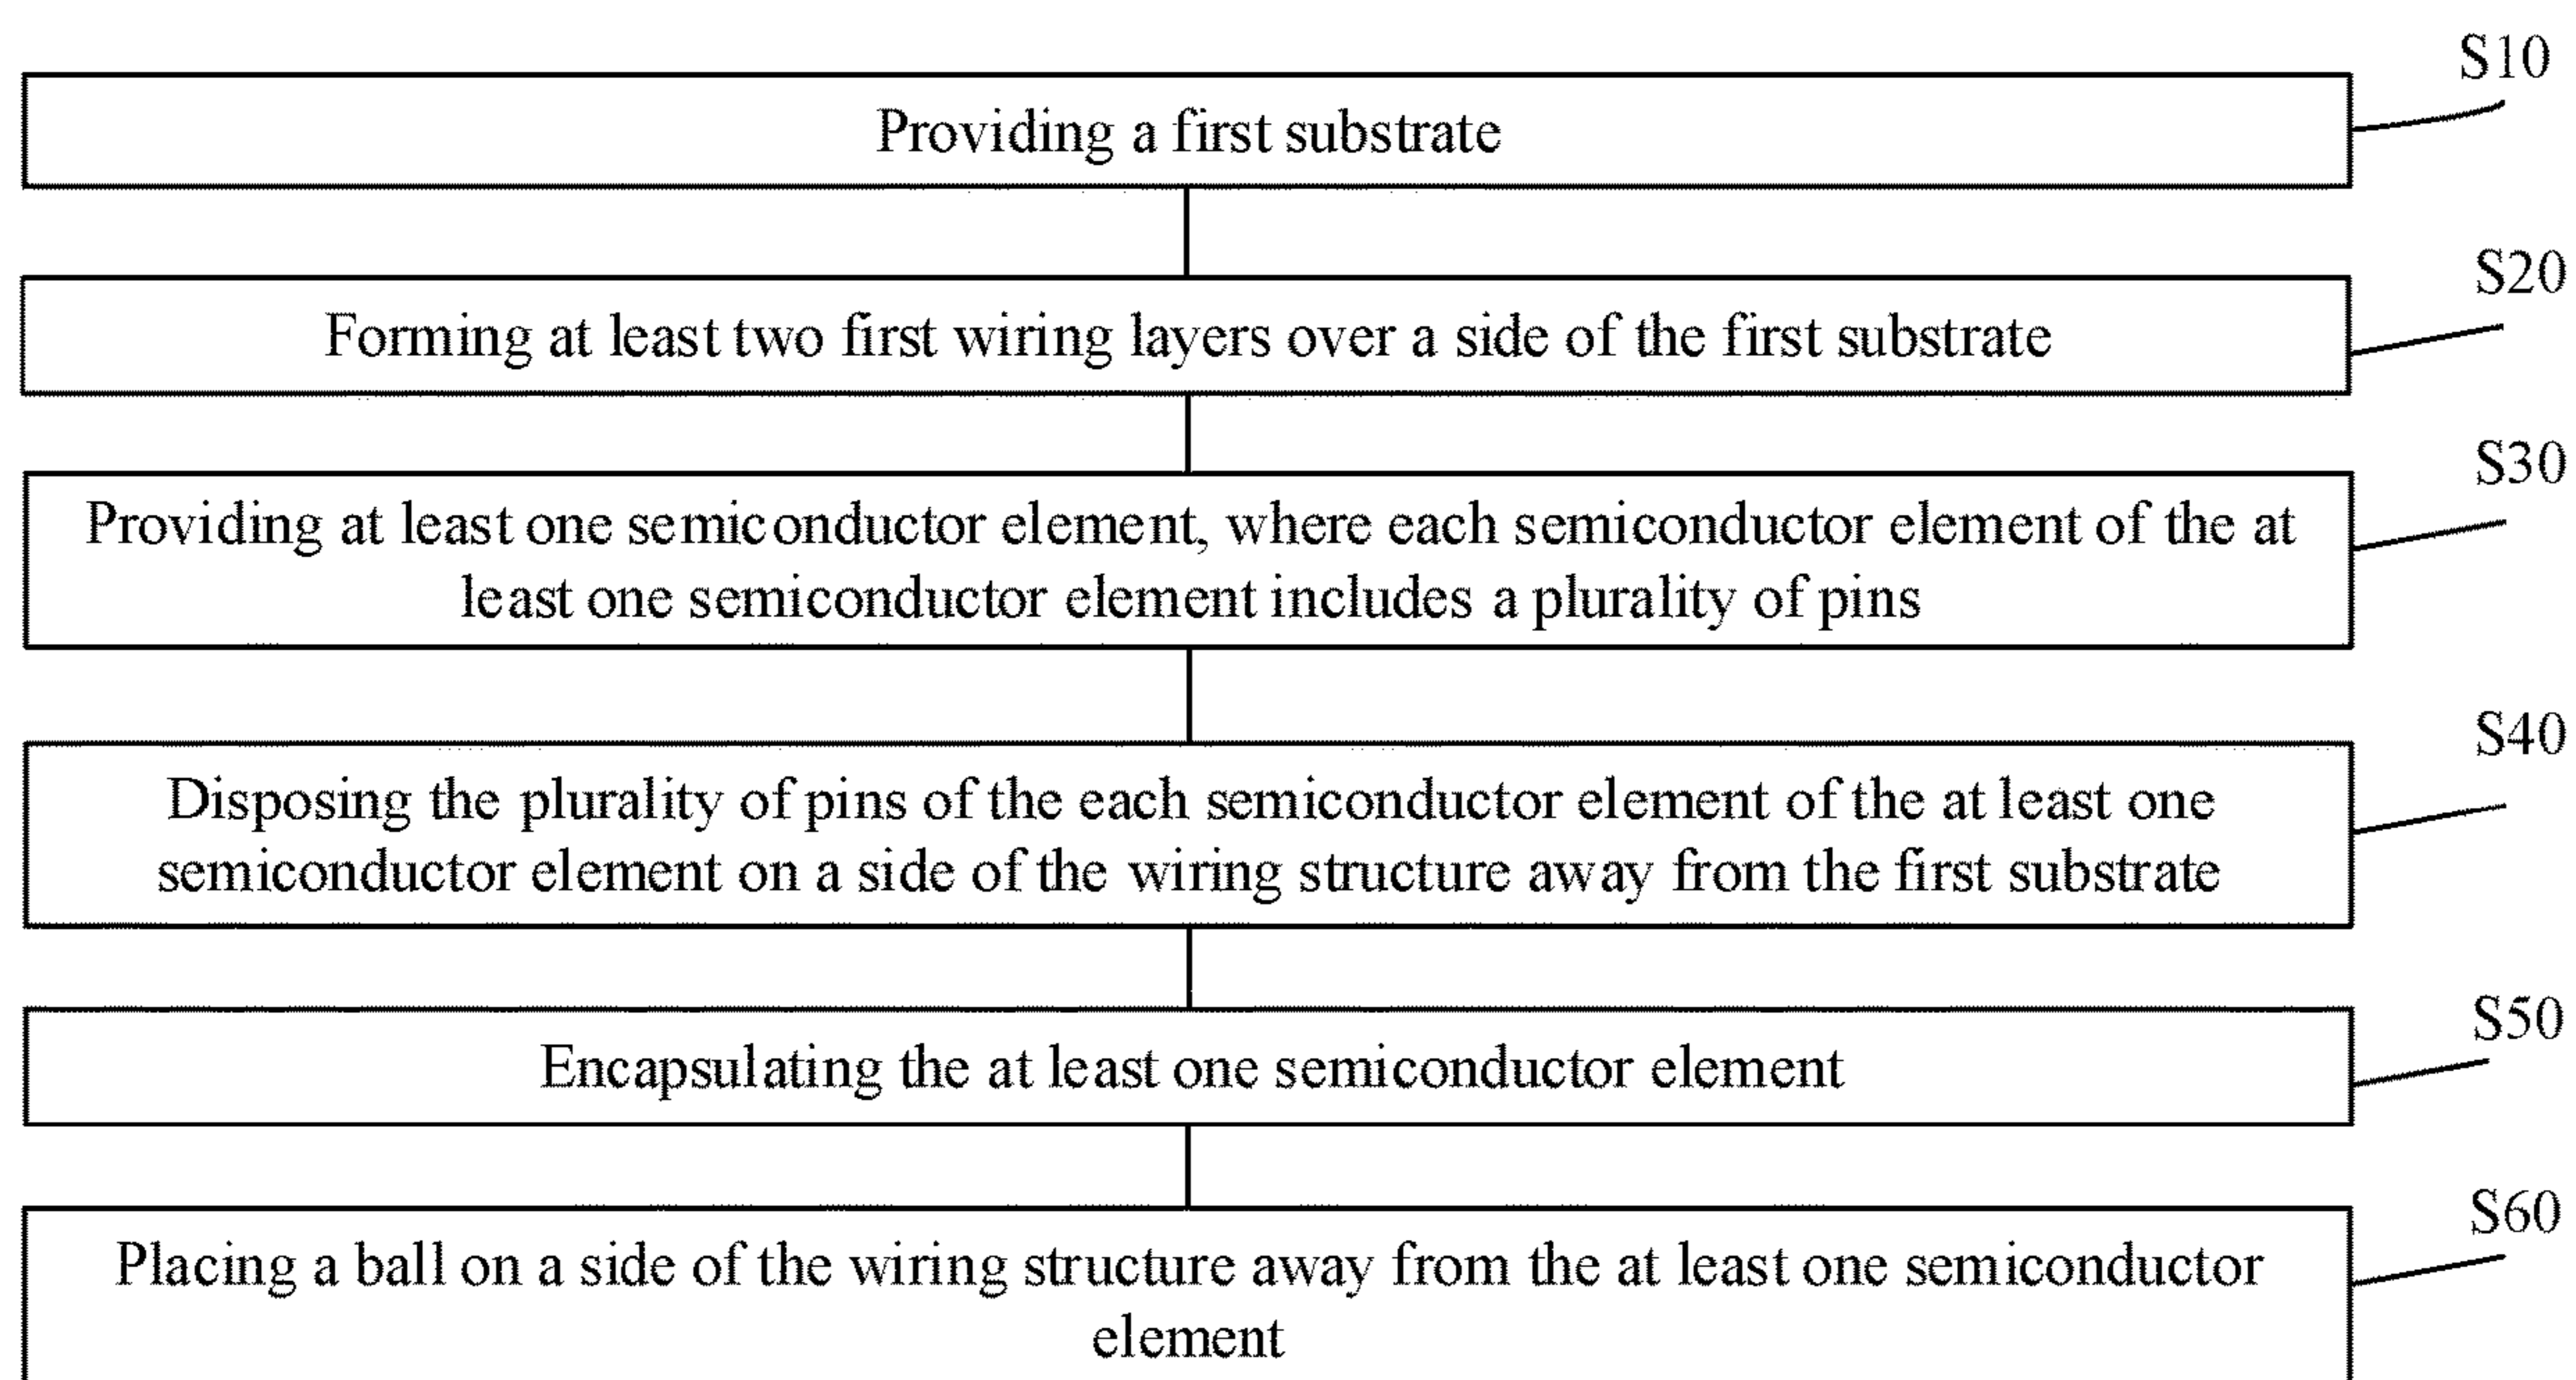 S10
Providing a first substrate
S20
Forming at least two first wiring layers over a side of the first substrate
S30
Providing at least one semiconductor element, where each semiconductor element of the at
least one semiconductor element includes a plurality of pins
S40
Disposing the plurality of pins of the each semiconductor element of the at least one
semiconductor element on a side of the wiring structure away from the first substrate
S50
Encapsulating the at least one semiconductor element
S60
Placing a ball on a side of the wiring structure away from the at least one semiconductor
element